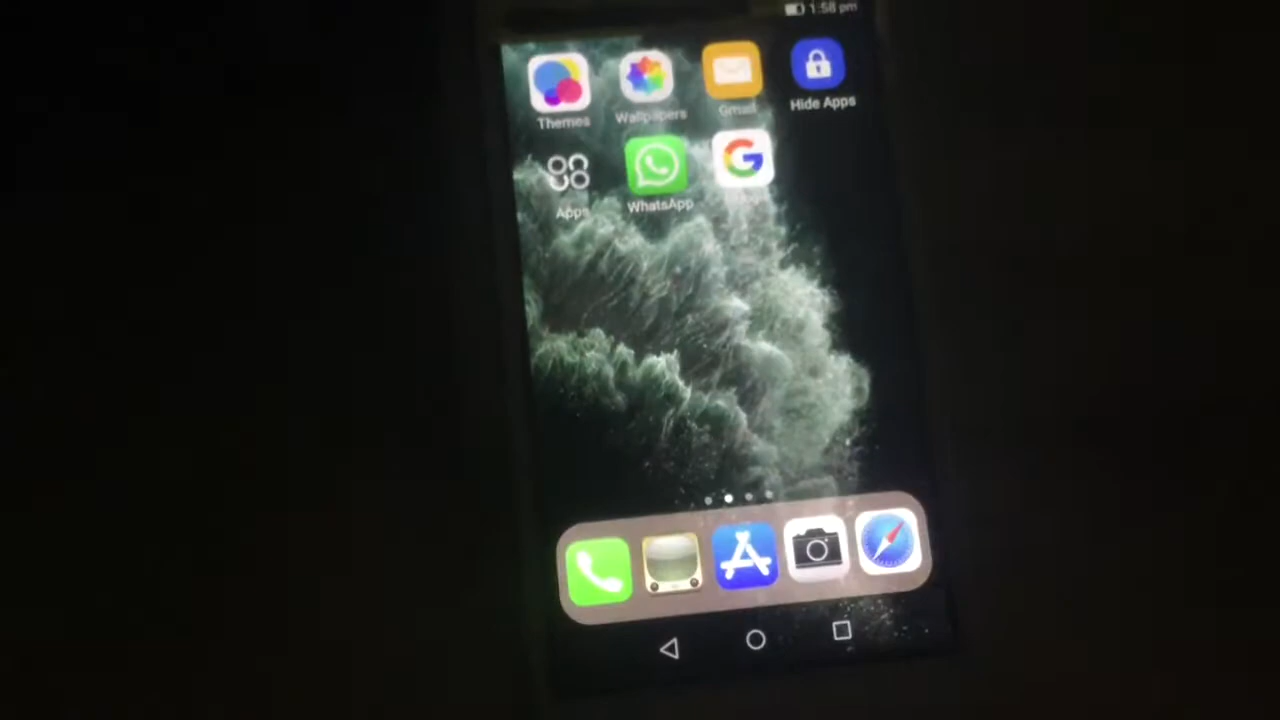 1:58 pm
Themes
Wallpapers
Gmail
Hide Apps
Apps
WhatsApp